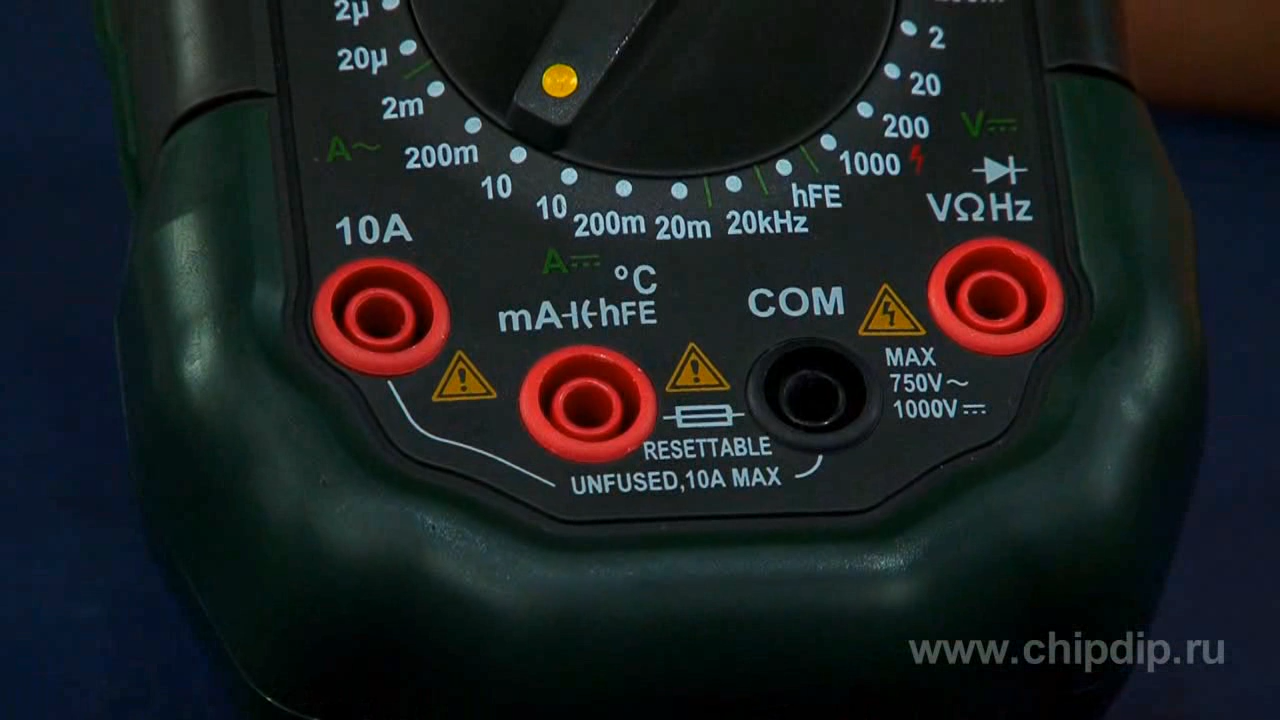 2µ
20µ
2m
A~
200m
10
10
200m
20m
20kHz
hFE
1000
200
20
2
V⎓
A⎓
10A
°C
mA hFE
COM
VΩHz
MAX
750V~
1000V⎓
RESETTABLE
UNFUSED,10A MAX
www.chipdip.ru